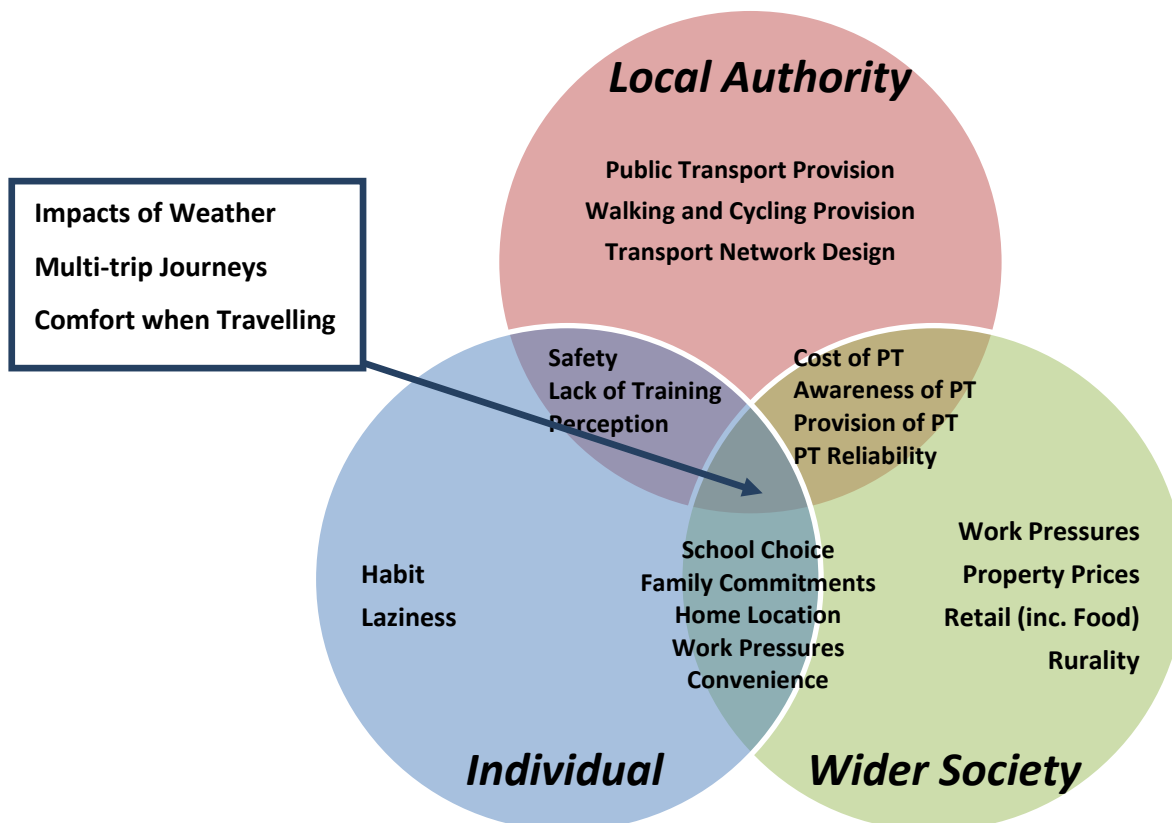 Local Authority
Public Transport Provision
Walking and Cycling Provision
Transport Network Design
Impacts of Weather
Multi-trip Journeys
Comfort when Travelling
Safety
Lack of Training
Perception
Cost of PT
Awareness of PT
Provision of PT
PT Reliability
Habit
Laziness
School Choice
Family Commitments
Home Location
Work Pressures
Convenience
Work Pressures
Property Prices
Retail (inc. Food)
Rurality
Individual
Wider Society